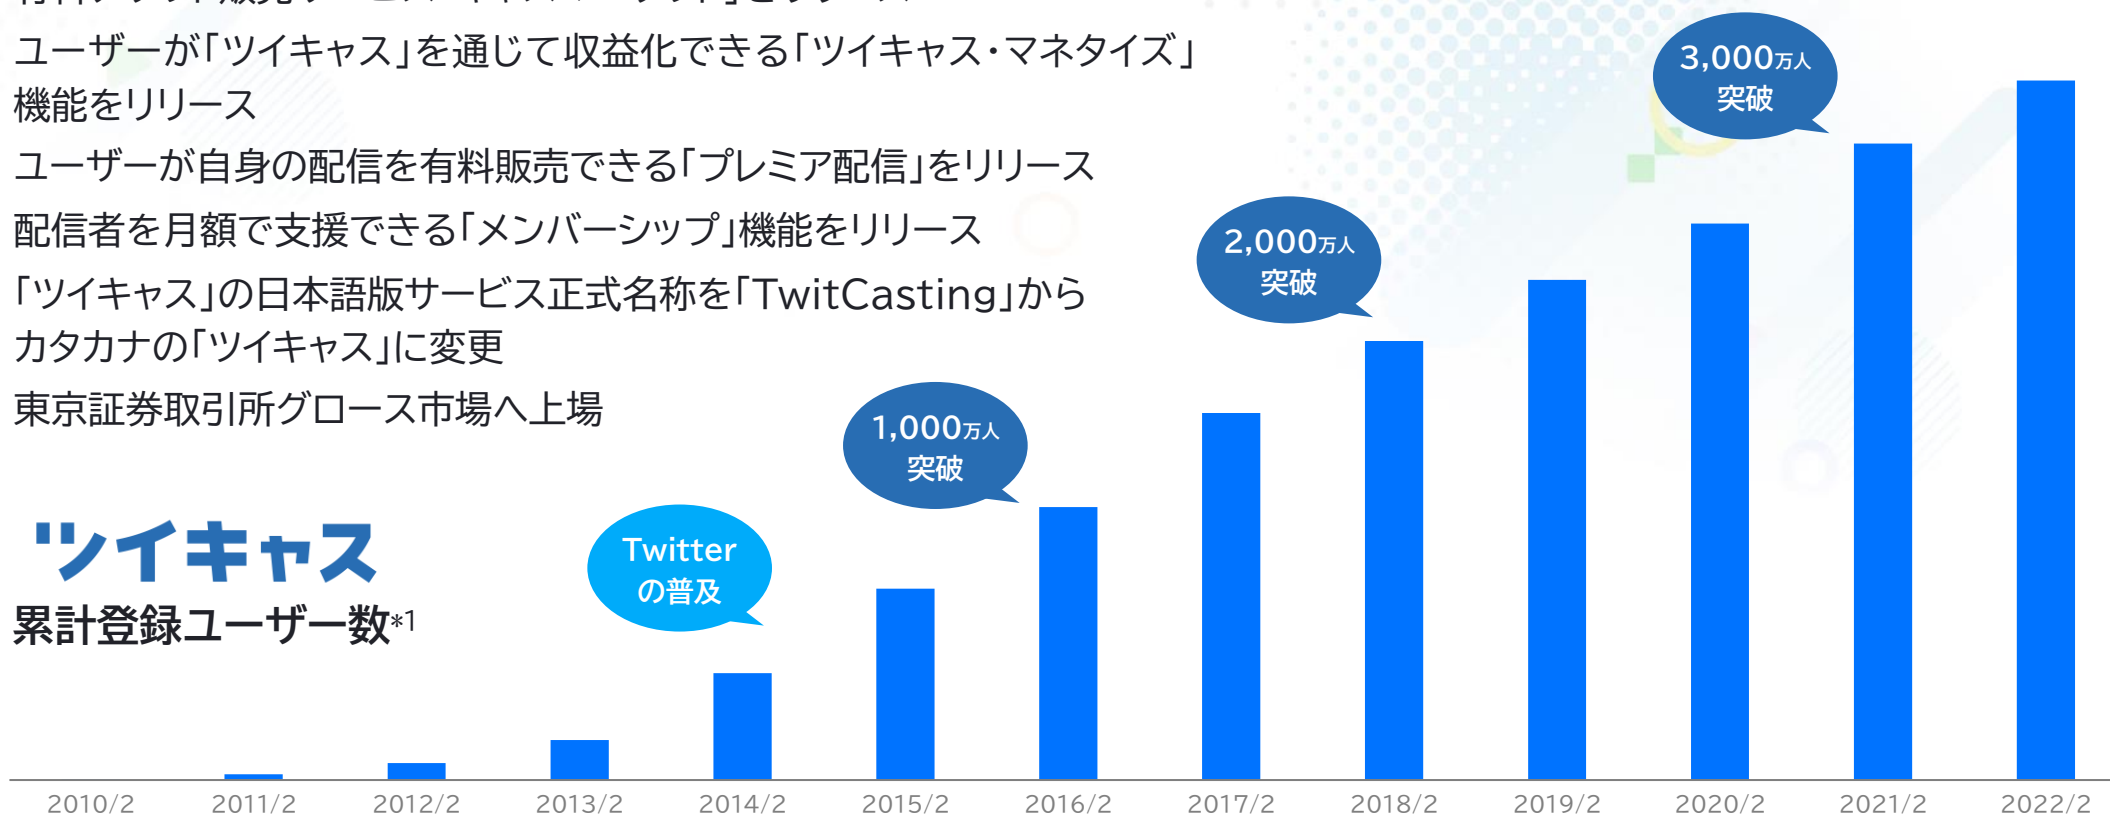 ユーザーが「ツイキャス」を通じて収益化できる「ツイキャス・マネタイズ」
機能をリリース
ユーザーが自身の配信を有料販売できる「プレミア配信」をリリース
配信者を月額で支援できる「メンバーシップ」機能をリリース
「ツイキャス」の日本語版サービス正式名称を「TwitCasting」から
カタカナの「ツイキャス」に変更
東京証券取引所グロース市場へ上場
3,000万人
突破
2,000万人
突破
1,000万人
突破
Twitter
の普及
ツイキャス
累計登録ユーザー数*1
2010/2 2011/2 2012/2 2013/2 2014/2 2015/2 2016/2 2017/2 2018/2 2019/2 2020/2 2021/2 2022/2